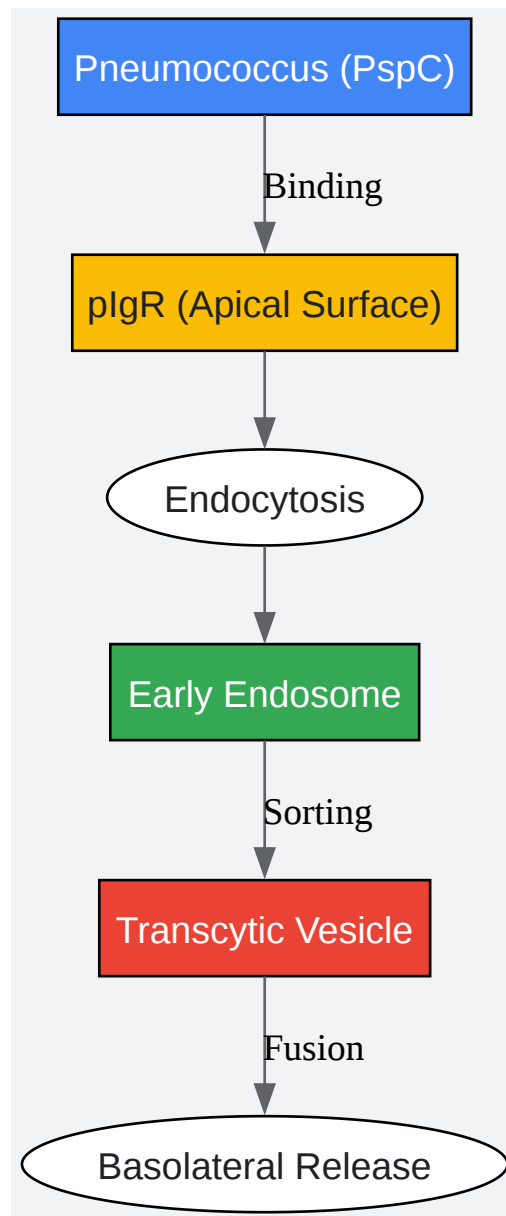 Pneumococcus (PspC)
Binding
pIgR (Apical Surface)
Endocytosis
Early Endosome
Sorting
Transcytic Vesicle
Fusion
Basolateral Release